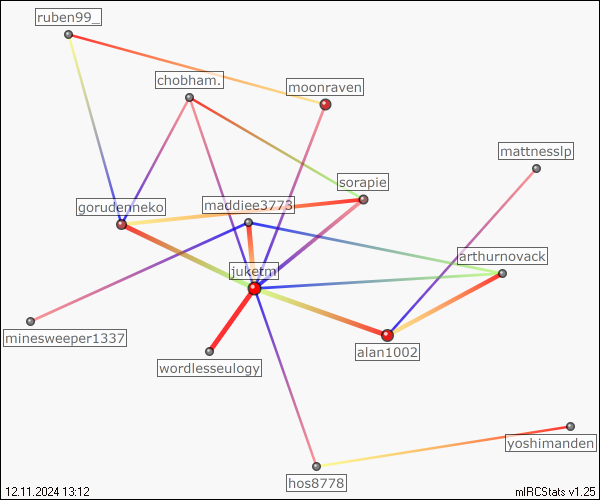 ruben99_
chobham.
moonraven
mattnesslp
sorapie
maddiee3773
gorudenneko
arthurnovack
juketm
minesweeper1337
alan1002
wordlesseulogy
yoshimanden
hos8778
12.11.2024 13:12
mIRCStats v1.25